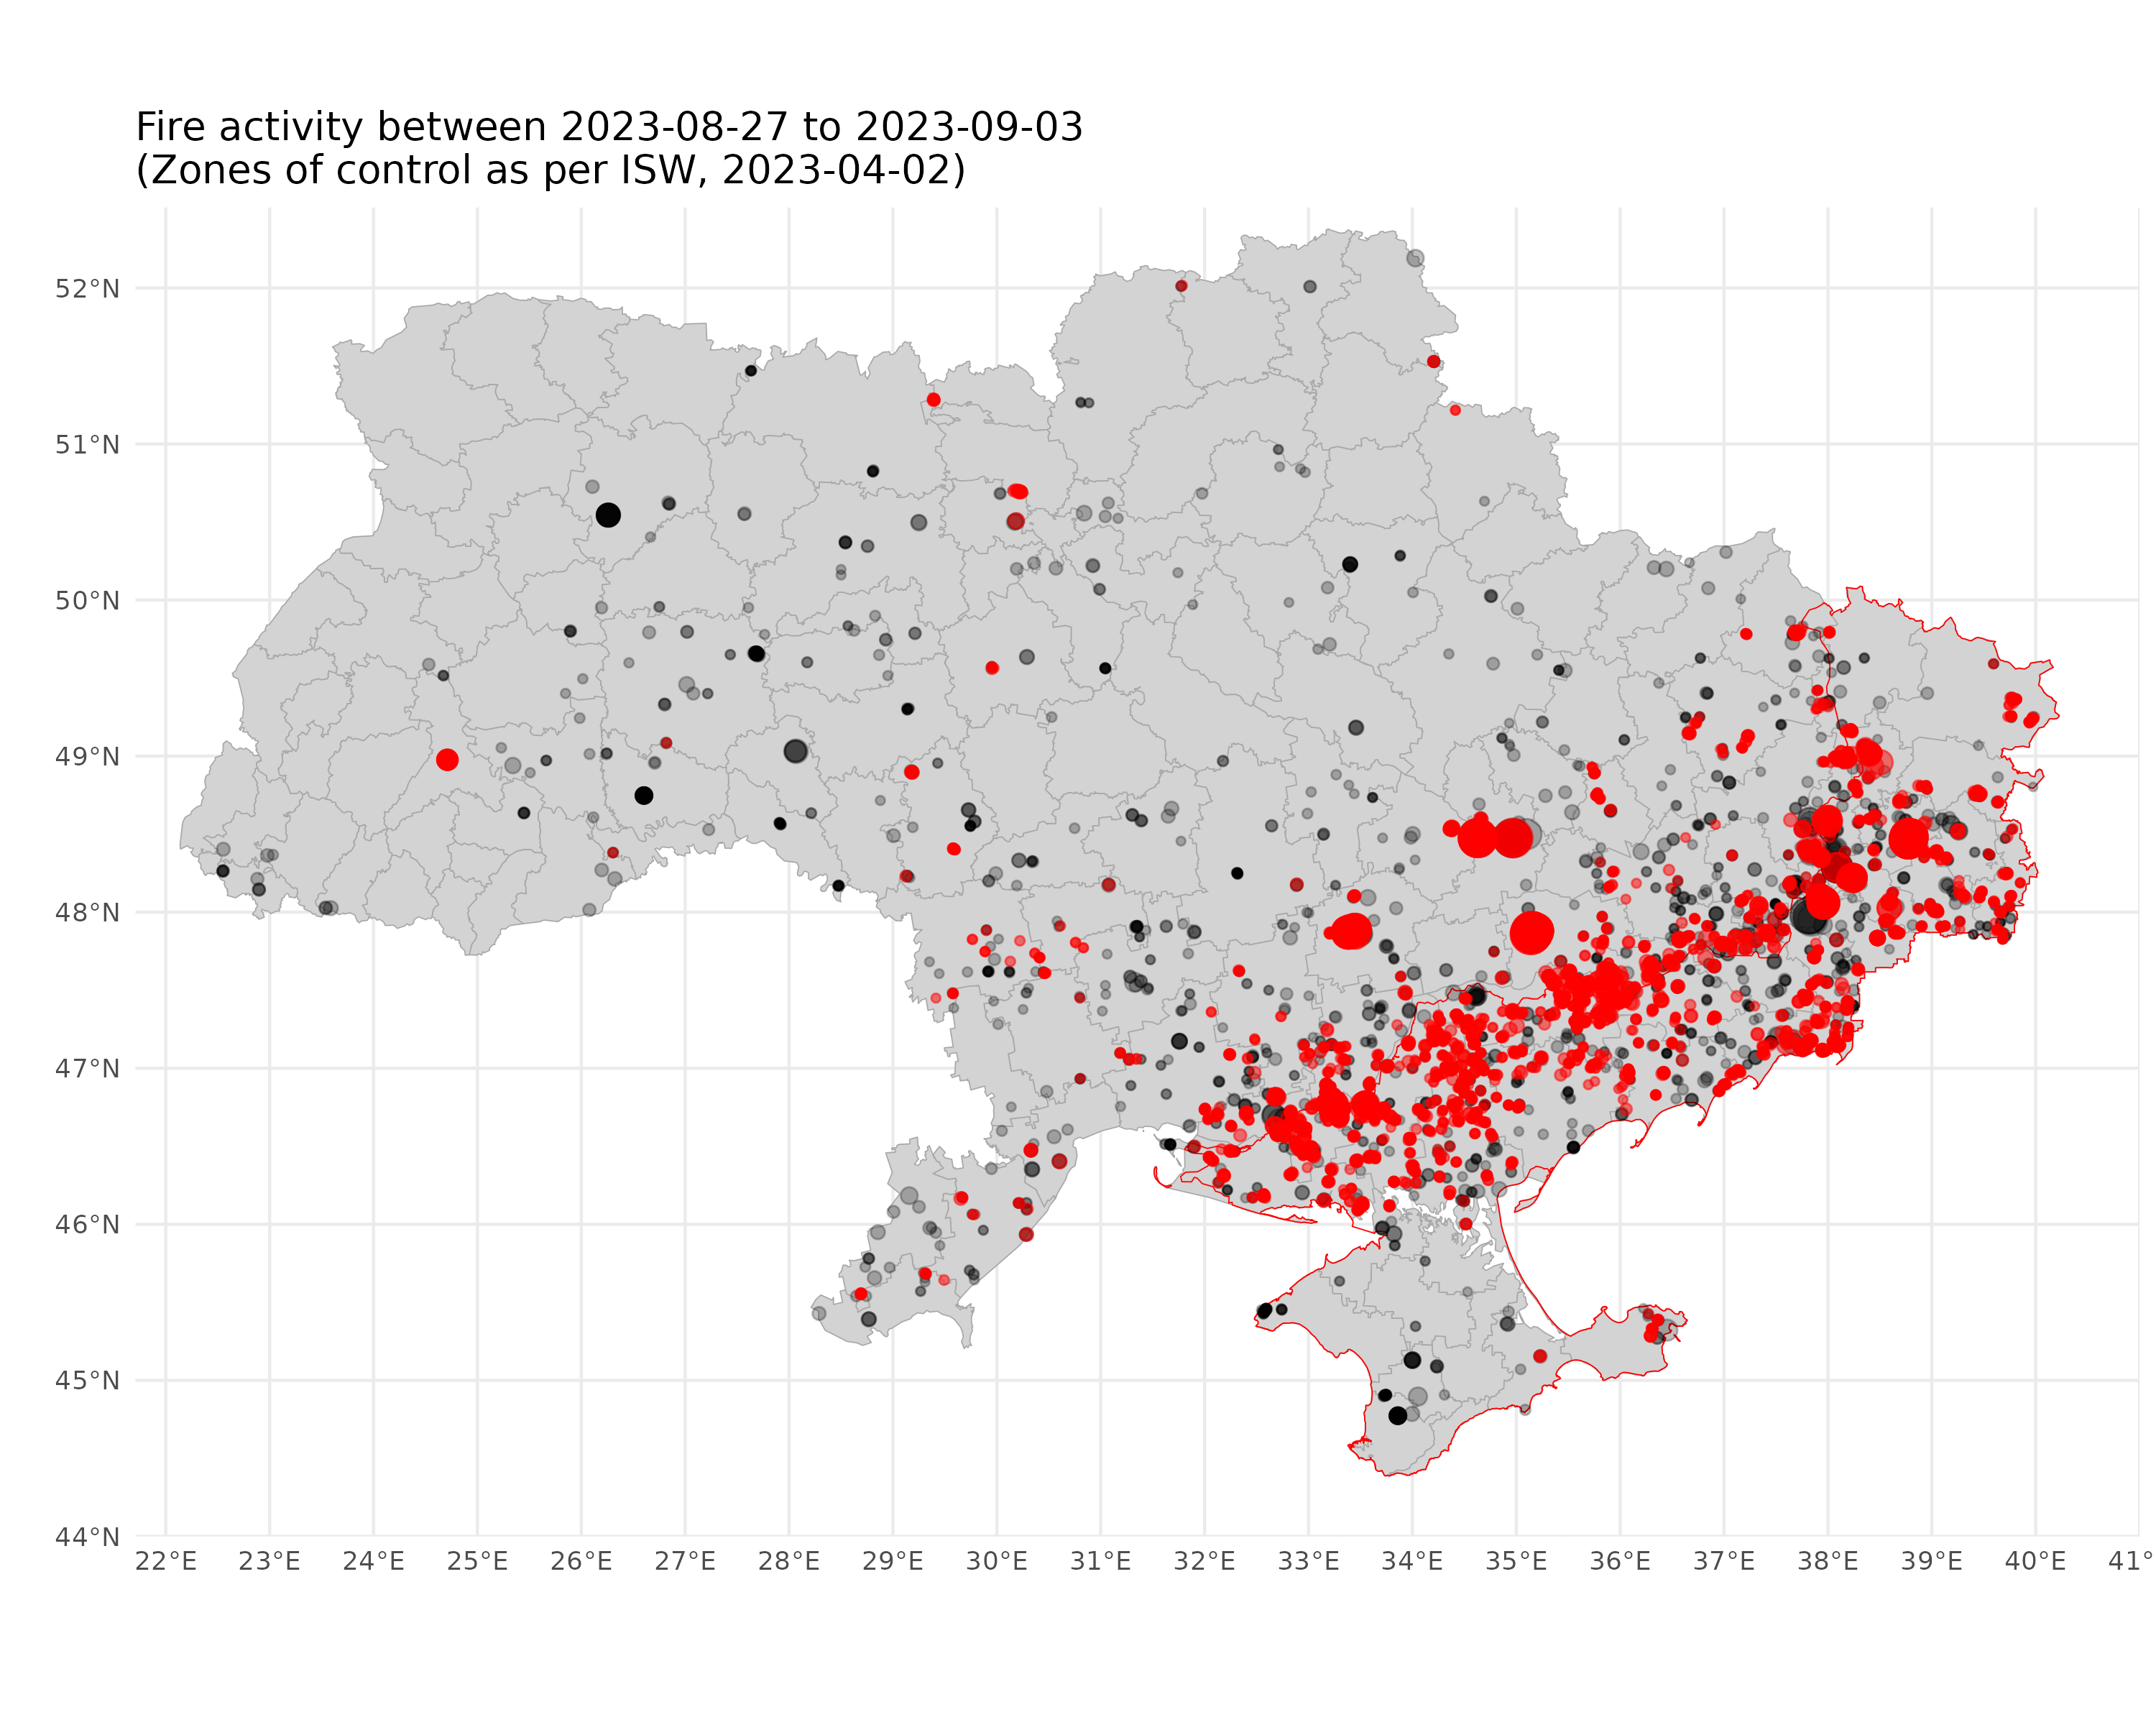 Fire activity between 2023-08-27 to 2023-09-03
(Zones of control as per ISW, 2023-04-02)
52°N
51°N
50°N
49°N
48°N
47°N
46°N
45°N
44°N
22°E 23°E 24°E 25°E 26°E 27°E 28°E 29°E 30°E 31°E 32°E 33°E 34°E 35°E 36°E 37°E 38°E 39°E 40°E 41°